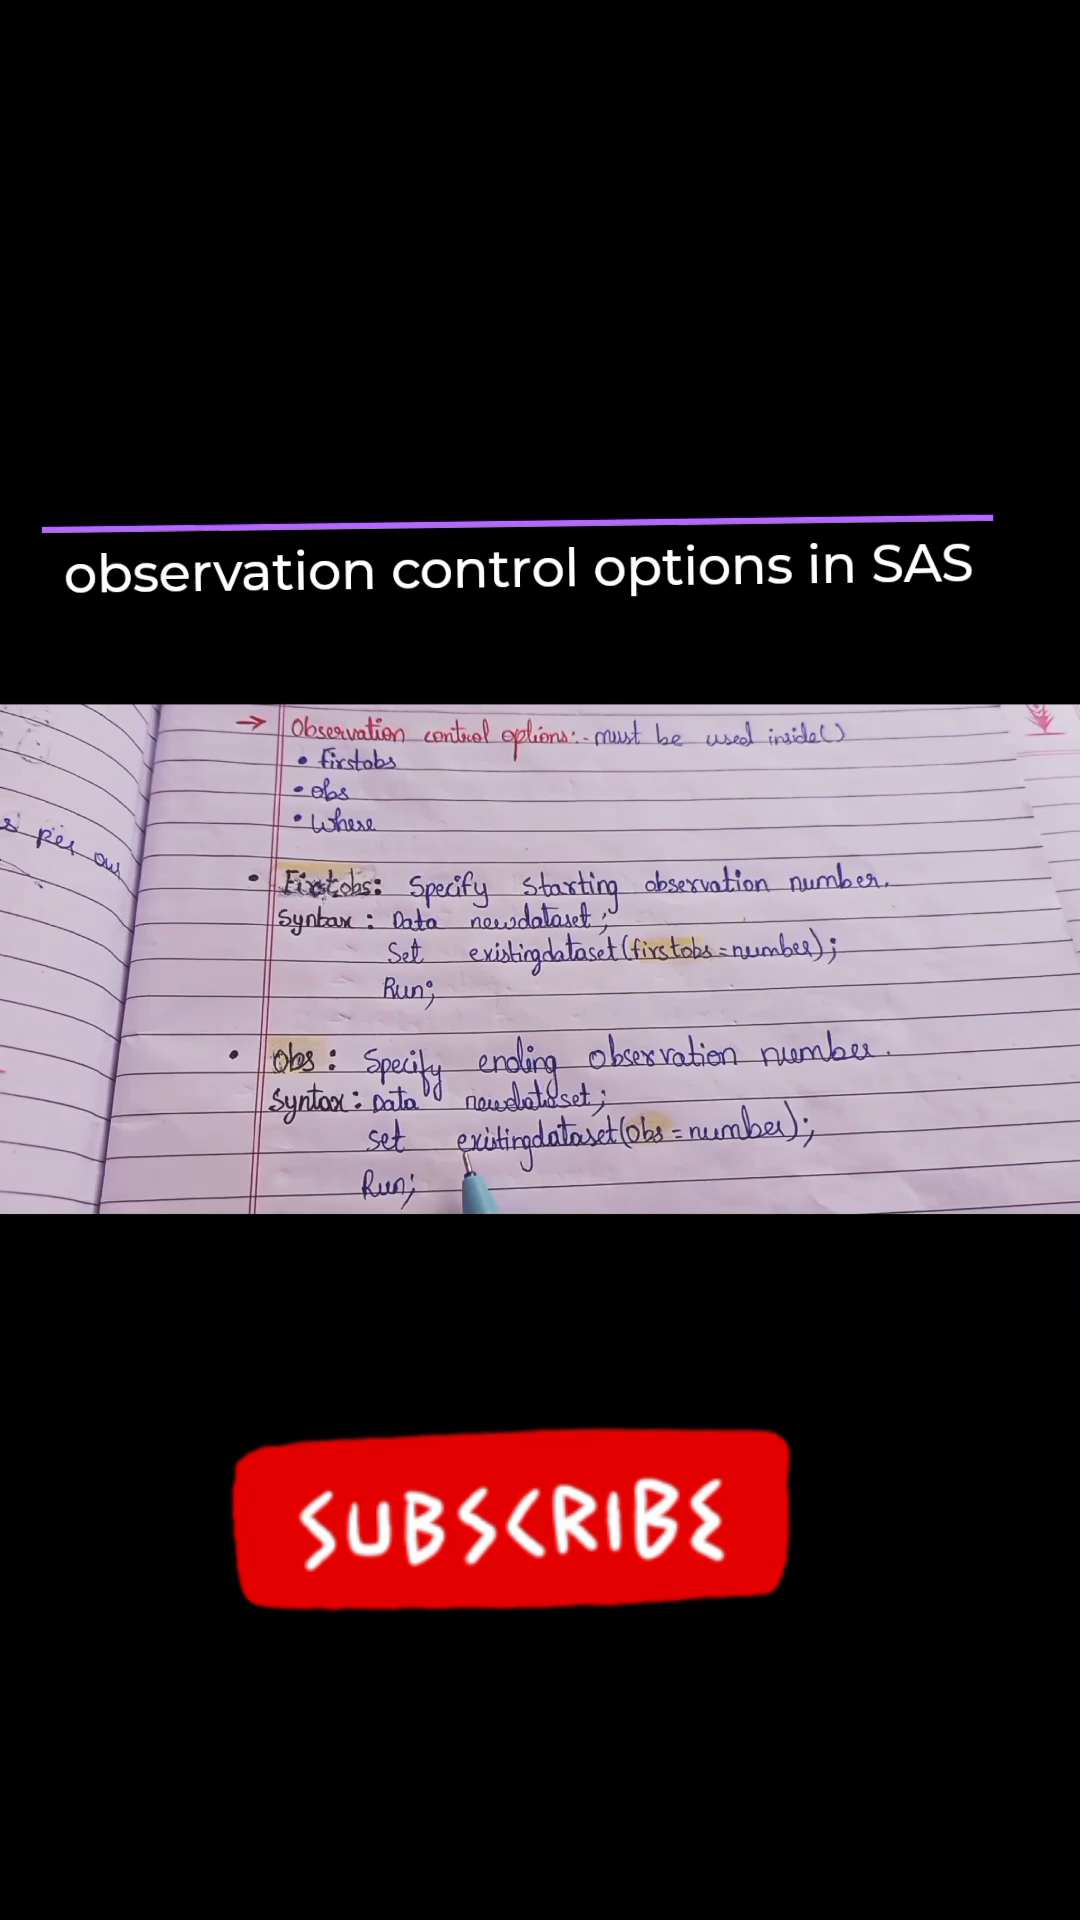 observation control options in SAS
→ Observation control options:- must be used inside()
• firstobs
• obs
• Where
s per our
• Firstobs: Specify starting observation number.
Syntax: Data newdataset;
Set existingdataset(firstobs=number);
Run;
• Obs: Specify ending observation number.
Syntax: Data newdataset;
set existingdataset(obs=number);
Run;
SUBSCRIBE